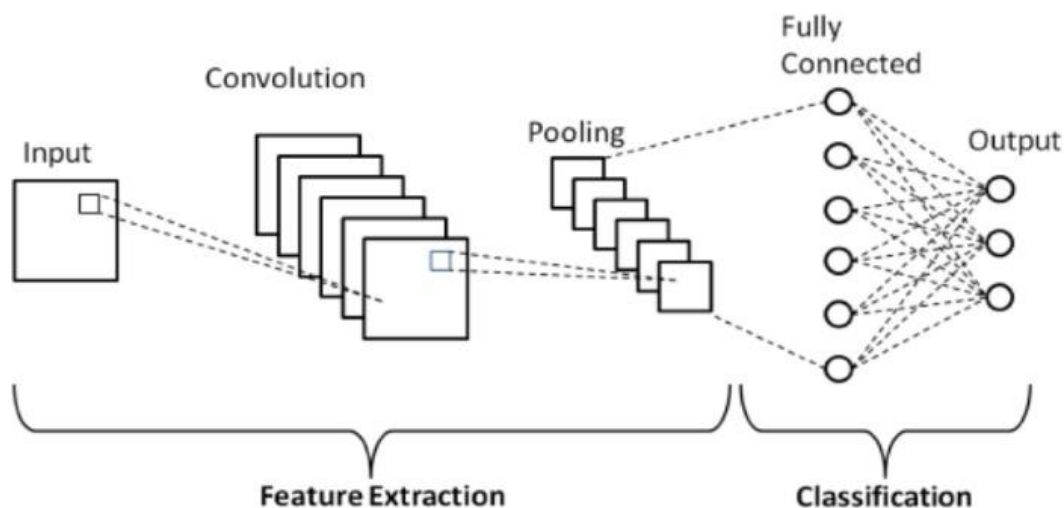 Input
Convolution
Pooling
Fully
Connected
Output
Feature Extraction
Classification